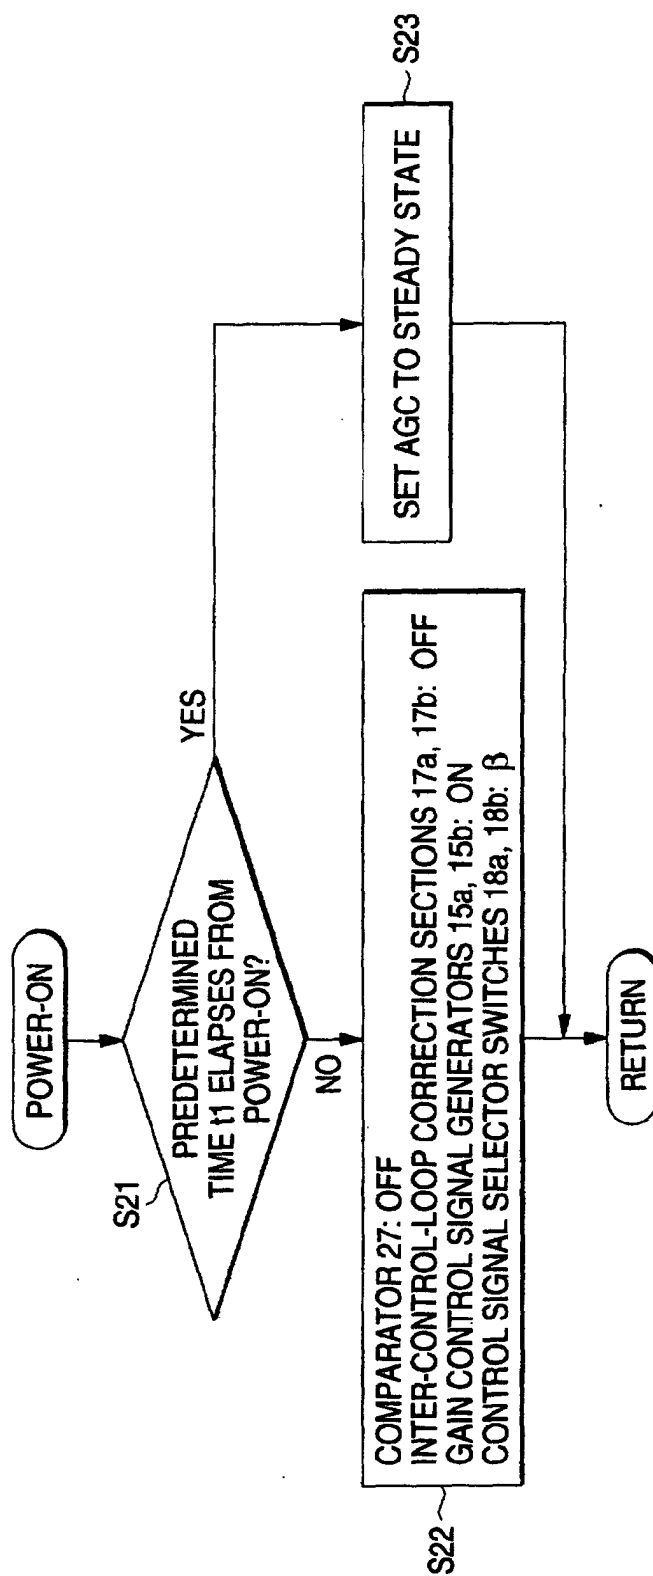 POWER-ON
S21
PREDETERMINED
TIME t1 ELAPSES FROM
POWER-ON?
YES
NO
S22
COMPARATOR 27: OFF
INTER-CONTROL-LOOP CORRECTION SECTIONS 17a, 17b: OFF
GAIN CONTROL SIGNAL GENERATORS 15a, 15b: ON
CONTROL SIGNAL SELECTOR SWITCHES 18a, 18b: β
SET AGC TO STEADY STATE
S23
RETURN